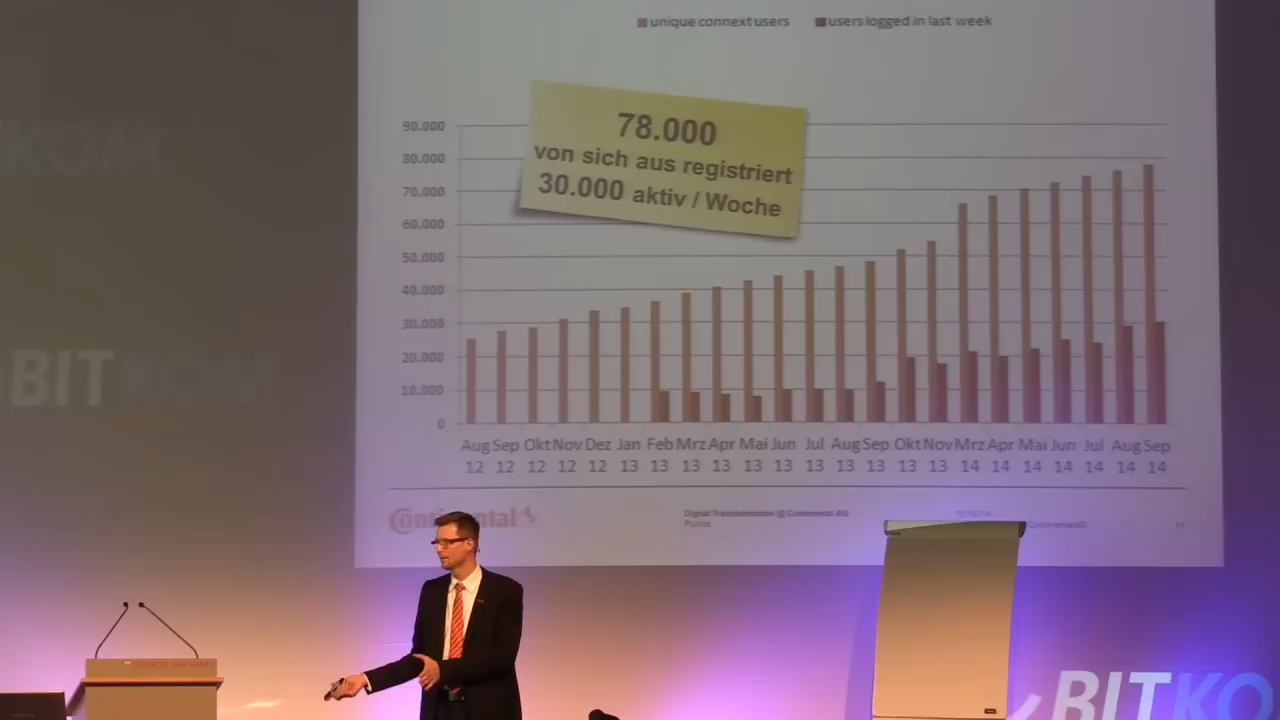 unique connext users users logged in last week
78.000
von sich aus registriert
30.000 aktiv / Woche
90.000
80.000
70.000
60.000
50.000
40.000
30.000
20.000
10.000
0
Aug Sep Okt Nov Dez Jan Feb Mrz Apr Mai Jun Jul Aug Sep Okt Nov Mrz Apr Mai Jun Jul Aug Sep
12 12 12 12 12 13 13 13 13 13 13 13 13 13 13 13 14 14 14 14 14 14 14
Continental
Digital Transformation @ Continental AG
Public
Continental AG
TKOM
BITKOM
BITKO